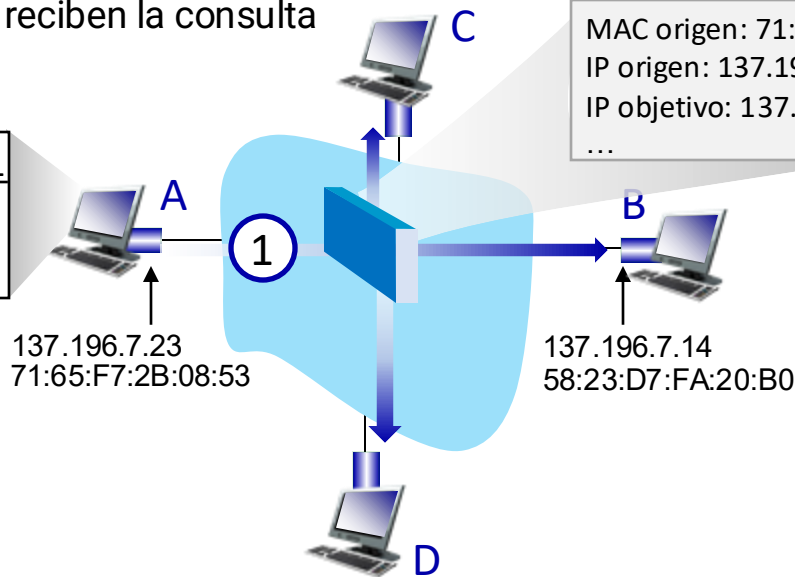 reciben la consulta
C
MAC origen: 71:
IP origen: 137.19
IP objetivo: 137.
…
A
B
1
137.196.7.23
71:65:F7:2B:08:53
137.196.7.14
58:23:D7:FA:20:B0
D